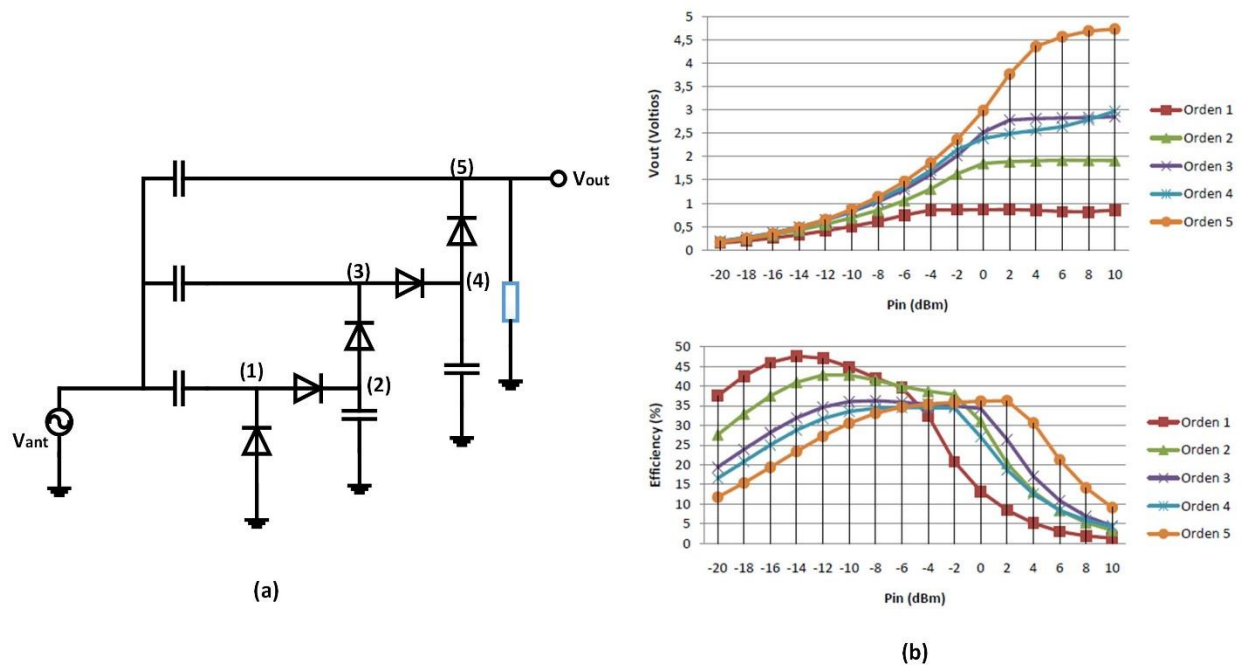 (5)
Vout
(3)
(4)
(1)
(2)
Vant
(a)
5
4,5
4
3,5
3
2,5
2
1,5
1
0,5
0
Vout (Voltios)
-20 -18 -16 -14 -12 -10 -8 -6 -4 -2 0 2 4 6 8 10
Pin (dBm)
Orden 1
Orden 2
Orden 3
Orden 4
Orden 5
50
45
40
35
30
25
20
15
10
5
0
Efficiency (%)
-20 -18 -16 -14 -12 -10 -8 -6 -4 -2 0 2 4 6 8 10
Pin (dBm)
Orden 1
Orden 2
Orden 3
Orden 4
Orden 5
(b)